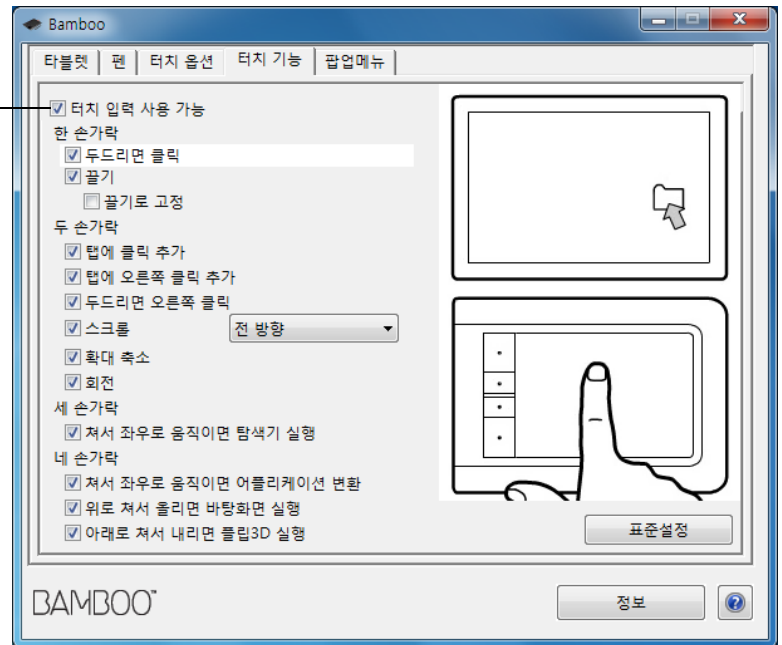 Bamboo
타블렛 펜 터치 옵션 터치 기능 팝업메뉴
터치 입력 사용 가능
한 손가락
두드리면 클릭
끌기
끌기로 고정
두 손가락
탭에 클릭 추가
탭에 오른쪽 클릭 추가
두드리면 오른쪽 클릭
스크롤 전 방향
확대 축소
회전
세 손가락
쳐서 좌우로 움직이면 탐색기 실행
네 손가락
쳐서 좌우로 움직이면 어플리케이션 변환
위로 쳐서 올리면 바탕화면 실행
아래로 쳐서 내리면 플립3D 실행
표준설정
BAMBOO™
정보
?